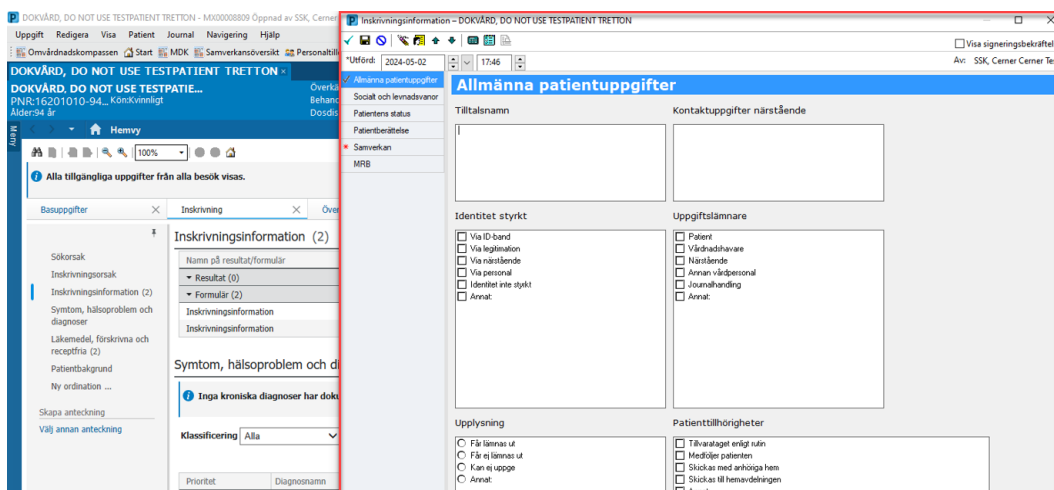 DOKVÅRD, DO NOT USE TESTPATIENT TRETTON - MX00008809 Öppnad av SSK, Cerner
Uppgift Redigera Visa Patient Journal Navigering Hjälp
Omvårdnadskompassen Start MDK Samverkansöversikt Personaltill
DOKVÅRD, DO NOT USE TESTPATIENT TRETTON
DOKVÅRD, DO NOT USE TESTPATIE... Överkä
PNR:16201010-94... Kön:Kvinnligt Behand
Ålder:94 år Dosdis
Meny
Hemvy
100%
Alla tillgängliga uppgifter från alla besök visas.
Basuppgifter Inskrivning Över
Sökorsak
Inskrivningsorsak
Inskrivningsinformation (2)
Symtom, hälsoproblem och
diagnoser
Läkemedel, förskrivna och
receptfria (2)
Patientbakgrund
Ny ordination ...
Skapa anteckning
Välj annan anteckning
Inskrivningsinformation (2)
Namn på resultat/formulär
Resultat (0)
Formulär (2)
Inskrivningsinformation
Inskrivningsinformation
Symtom, hälsoproblem och di
Inga kroniska diagnoser har doku
Klassificering Alla
Prioritet Diagnosnamn
Inskrivningsinformation – DOKVÅRD, DO NOT USE TESTPATIENT TRETTON
Visa signeringsbekräftel
*Utförd: 2024-05-02 17:46 Av: SSK, Cerner Cerner Te
Allmänna patientuppgifter
Socialt och levnadsvanor
Patientens status
Patientberättelse
Samverkan
MRB
Allmänna patientuppgifter
Tilltalsnamn Kontaktuppgifter närstående
Identitet styrkt Uppgiftslämnare
Via ID-band
Via legitimation
Via närstående
Via personal
Identitet inte styrkt
Annat:
Patient
Vårdnadshavare
Närstående
Annan vårdpersonal
Journalhandling
Annat:
Upplysning Patienttillhörigheter
Får lämnas ut
Får ej lämnas ut
Kan ej uppge
Annat:
Tillvarataget enligt rutin
Medföljer patienten
Skickas med anhöriga hem
Skickas till hemavdelningen